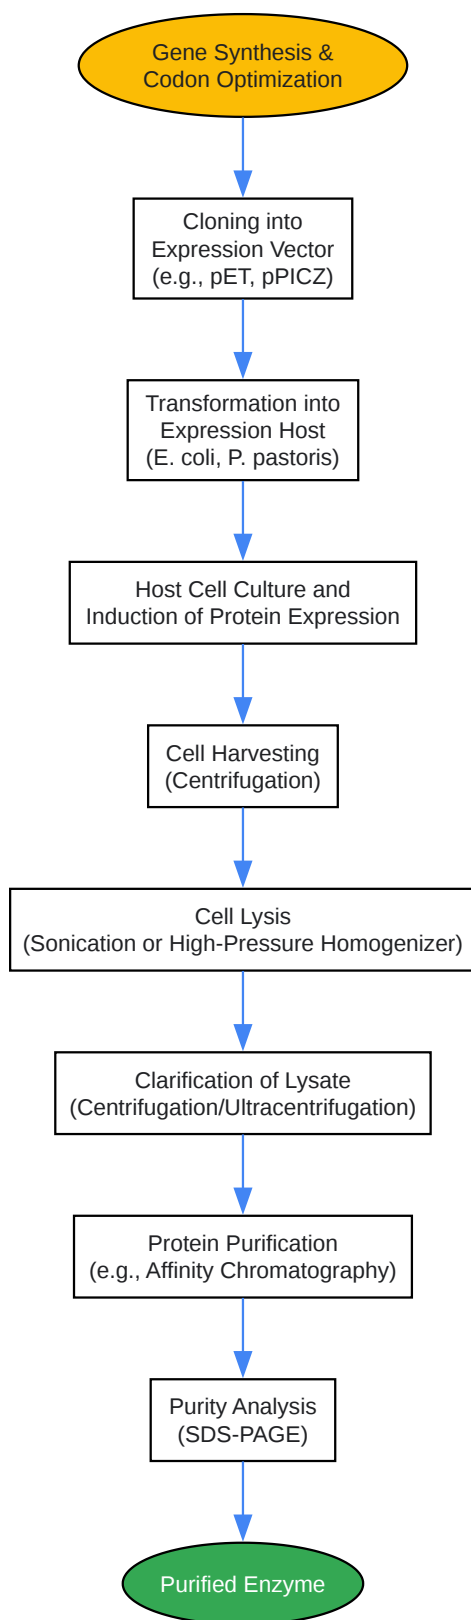 Gene Synthesis &
Codon Optimization
Cloning into
Expression Vector
(e.g., pET, pPICZ)
Transformation into
Expression Host
(E. coli, P. pastoris)
Host Cell Culture and
Induction of Protein Expression
Cell Harvesting
(Centrifugation)
Cell Lysis
(Sonication or High-Pressure Homogenizer)
Clarification of Lysate
(Centrifugation/Ultracentrifugation)
Protein Purification
(e.g., Affinity Chromatography)
Purity Analysis
(SDS-PAGE)
Purified Enzyme